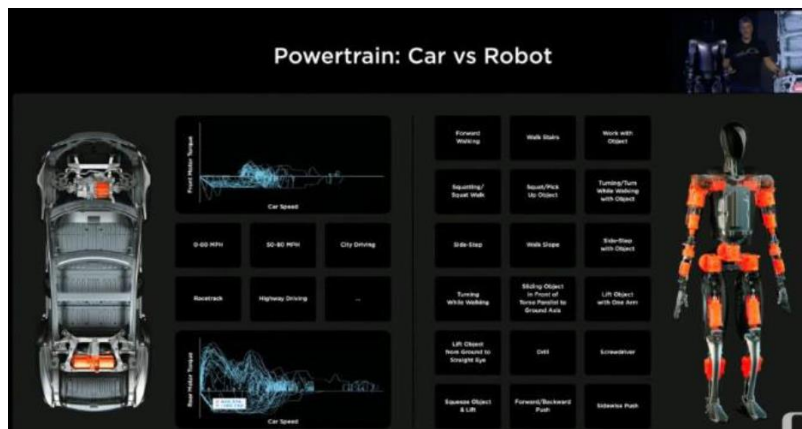 Powertrain: Car vs Robot
Front Motor Torque
Car Speed
0-60 MPH
50-80 MPH
City Driving
Racetrack
Highway Driving
...
Rear Motor Torque
Car Speed
Forward
Walking
Walk Stairs
Work with
Object
Squatting/
Squat Walk
Squat/Pick
Up Object
Turning/Turn
While Walking
with Object
Side-Step
Walk Slope
Side-Step
with Object
Turning
While Walking
Sliding Object
in Front of
Torso Parallel to
Ground Axis
Lift Object
with One Arm
Lift Object
from Ground to
Straight Eye
Drill
Screwdriver
Squeeze Object
& Lift
Forward/Backward
Push
Sidewise Push